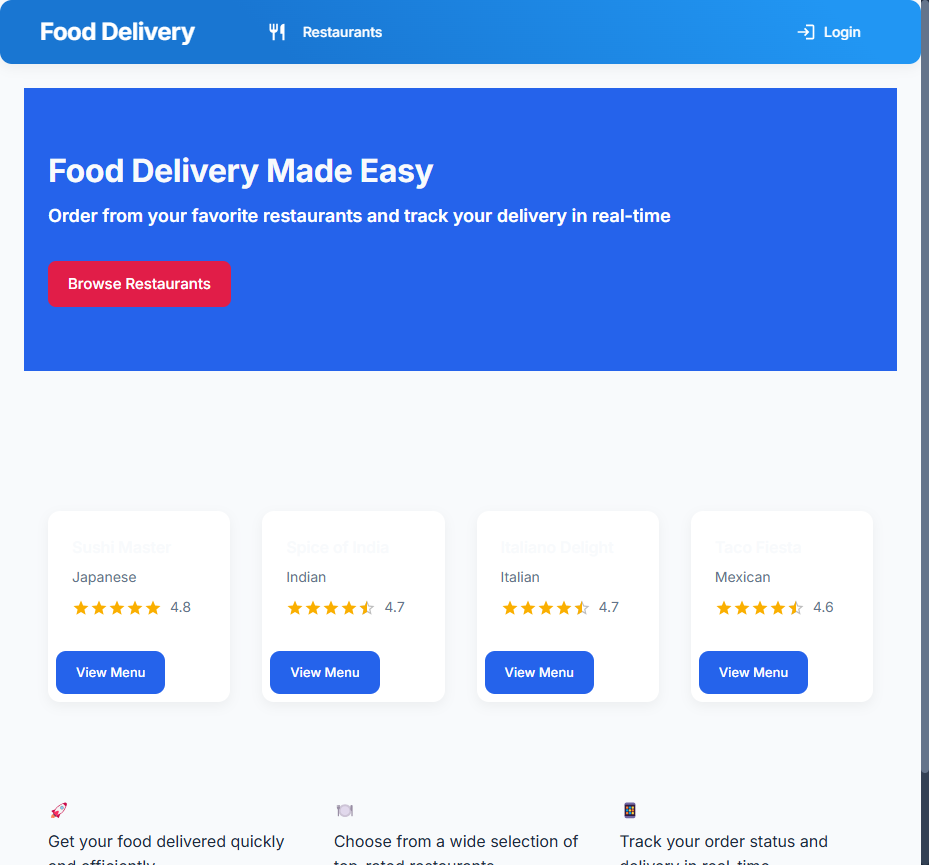 Food Delivery
Restaurants
Login
Food Delivery Made Easy
Order from your favorite restaurants and track your delivery in real-time
Browse Restaurants
Sushi Master
Spice of India
Italiano Delight
Taco Fiesta
Japanese
Indian
Italian
Mexican
4.8
4.7
4.7
4.6
View Menu
View Menu
View Menu
View Menu
Get your food delivered quickly
and efficiently
Choose from a wide selection of
top-rated restaurants
Track your order status and
delivery in real-time